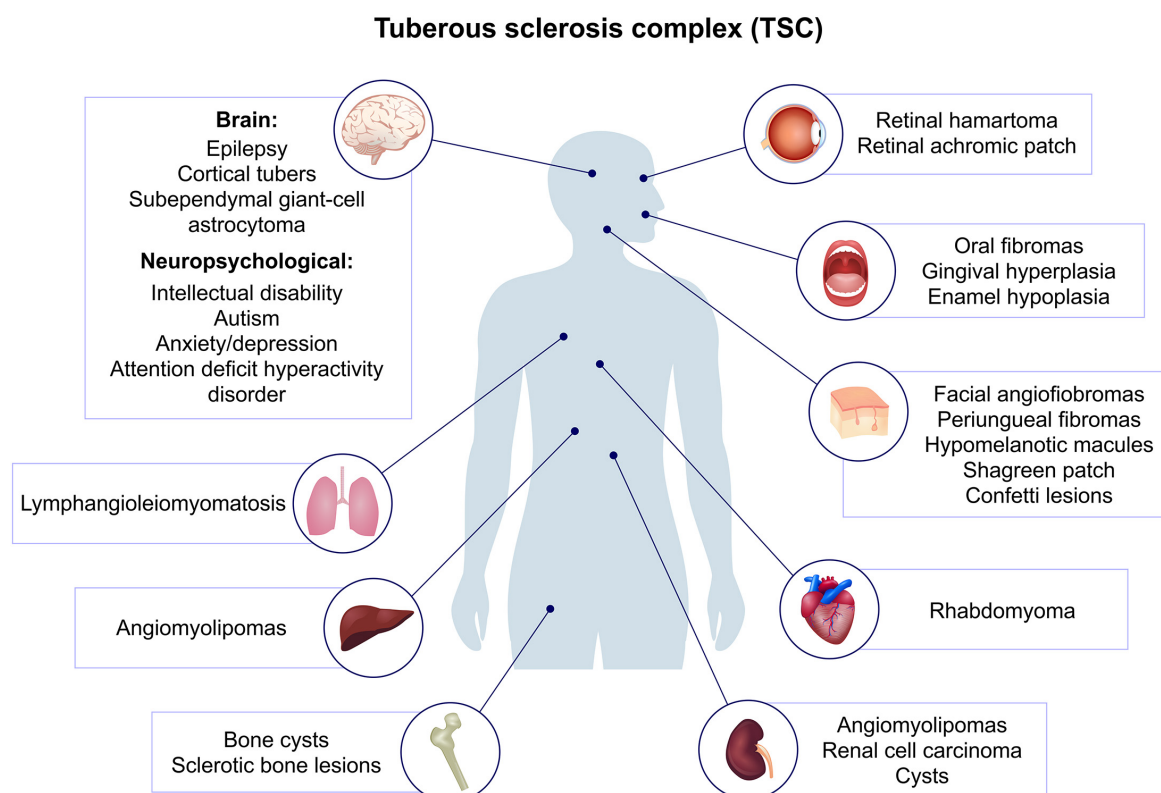 Tuberous sclerosis complex (TSC)
Brain:
Epilepsy
Cortical tubers
Subependymal giant-cell
astrocytoma
Neuropsychological:
Intellectual disability
Autism
Anxiety/depression
Attention deficit hyperactivity
disorder
Lymphangioleiomyomatosis
Angiomyolipomas
Bone cysts
Sclerotic bone lesions
Retinal hamartoma
Retinal achromic patch
Oral fibromas
Gingival hyperplasia
Enamel hypoplasia
Facial angiofiobromas
Periungueal fibromas
Hypomelanotic macules
Shagreen patch
Confetti lesions
Rhabdomyoma
Angiomyolipomas
Renal cell carcinoma
Cysts